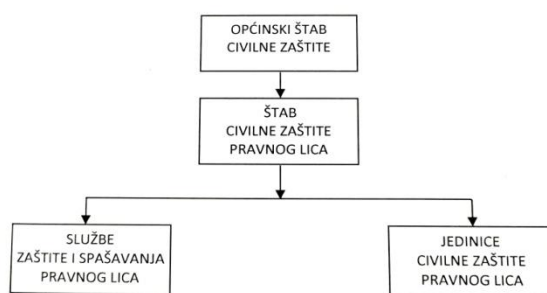 OPĆINSKI ŠTAB
CIVILNE ZAŠTITE
ŠTAB
CIVILNE ZAŠTITE
PRAVNOG LICA
SLUŽBE
ZAŠTITE I SPAŠAVANJA
PRAVNOG LICA
JEDINICE
CIVILNE ZAŠTITE
PRAVNOG LICA